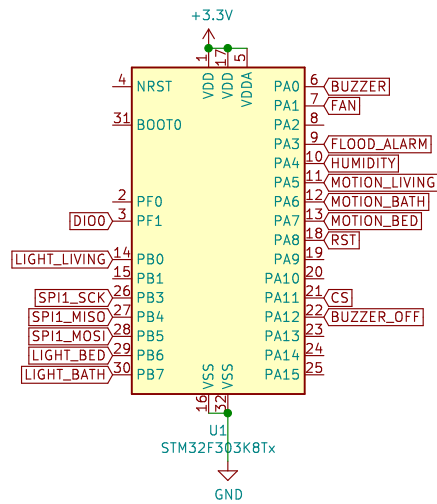 +3.3V
1 17 5
VDD VDD VDDA
4 NRST PA0 6 BUZZER
PA1 7 FAN
31 BOOT0 PA2 8
PA3 9 FLOOD_ALARM
PA4 10 HUMIDITY
PA5 11 MOTION_LIVING
2 PF0 PA6 12 MOTION_BATH
DIO0 3 PF1 PA7 13 MOTION_BED
PA8 18 RST
LIGHT_LIVING 14 PB0 PA9 19
15 PB1 PA10 20
SPI1_SCK 26 PB3 PA11 21 CS
SPI1_MISO 27 PB4 PA12 22 BUZZER_OFF
SPI1_MOSI 28 PB5 PA13 23
LIGHT_BED 29 PB6 PA14 24
LIGHT_BATH 30 PB7 PA15 25
VSS VSS
16 32
U1
STM32F303K8Tx
GND